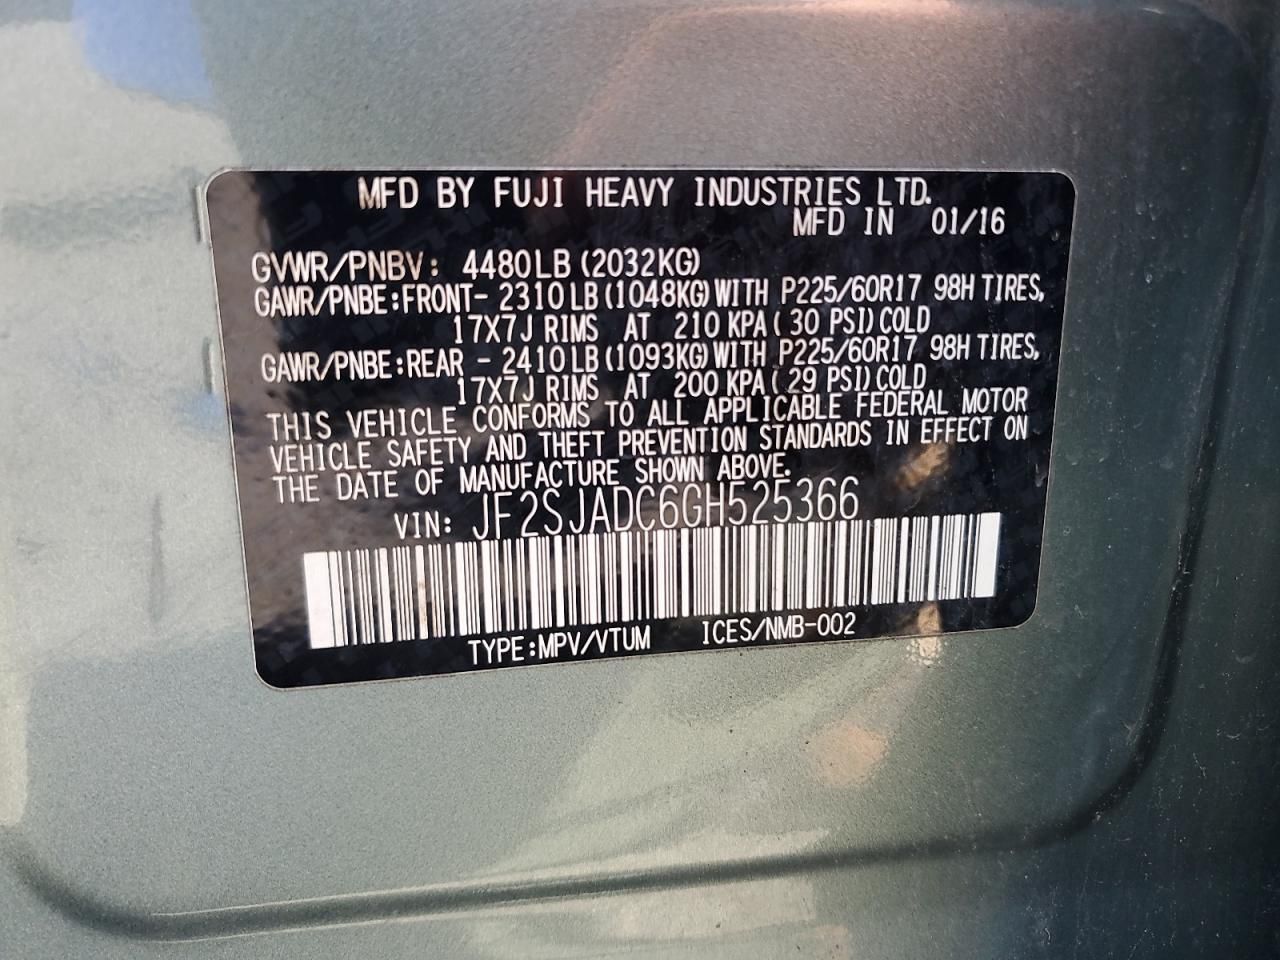 MFD BY FUJI HEAVY INDUSTRIES LTD.
MFD IN 01/16
GVWR/PNBV: 4480LB (2032KG)
GAWR/PNBE:FRONT- 2310LB (1048KG) WITH P225/60R17 98H TIRES,
17X7J RIMS AT 210 KPA ( 30 PSI) COLD
GAWR/PNBE:REAR - 2410LB (1093KG) WITH P225/60R17 98H TIRES,
17X7J RIMS AT 200 KPA ( 29 PSI) COLD
THIS VEHICLE CONFORMS TO ALL APPLICABLE FEDERAL MOTOR
VEHICLE SAFETY AND THEFT PREVENTION STANDARDS IN EFFECT ON
THE DATE OF MANUFACTURE SHOWN ABOVE.
VIN: JF2SJADC6GH525366
TYPE:MPV/VTUM ICES/NMB-002